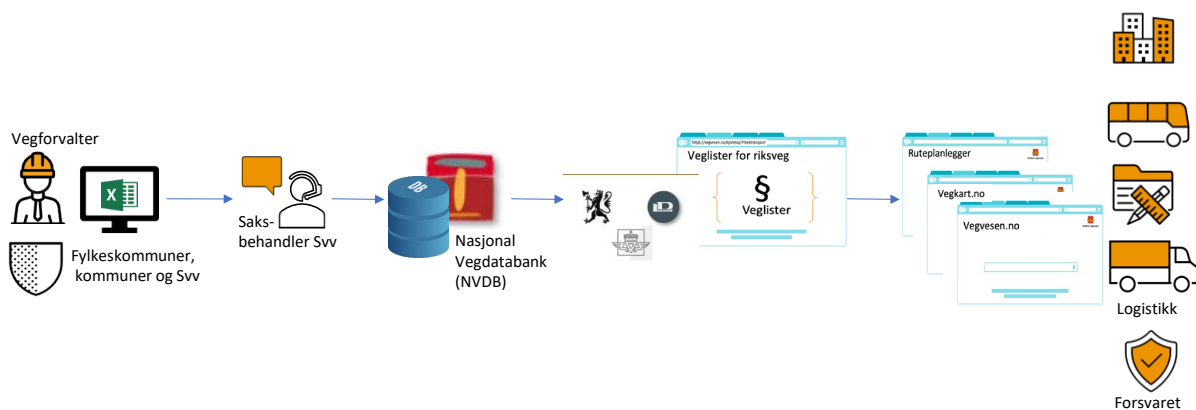 Vegforvalter
X
Fylkeskommuner,
kommuner og Svv
Saks-
behandler Svv
DB
Nasjonal
Vegdatabank
(NVDB)
Veglister for riksveg
§
Veglister
Ruteplanlegger
Vegkart.no
Vegvesen.no
Logistikk
Forsvaret